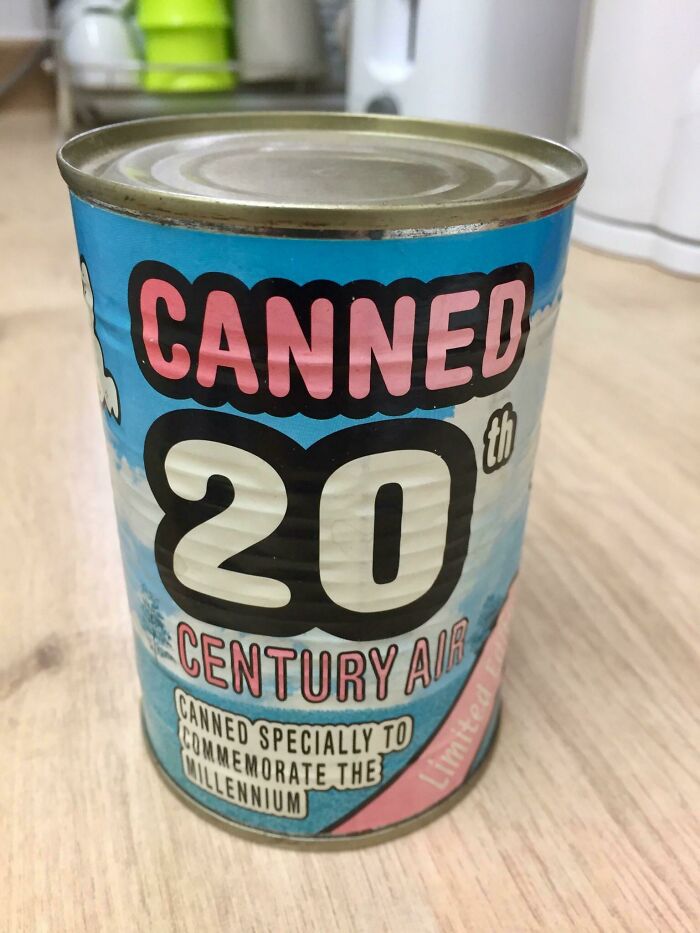 CANNED
20th
CENTURY AIR
CANNED SPECIALLY TO
COMMEMORATE THE
MILLENNIUM
Limited